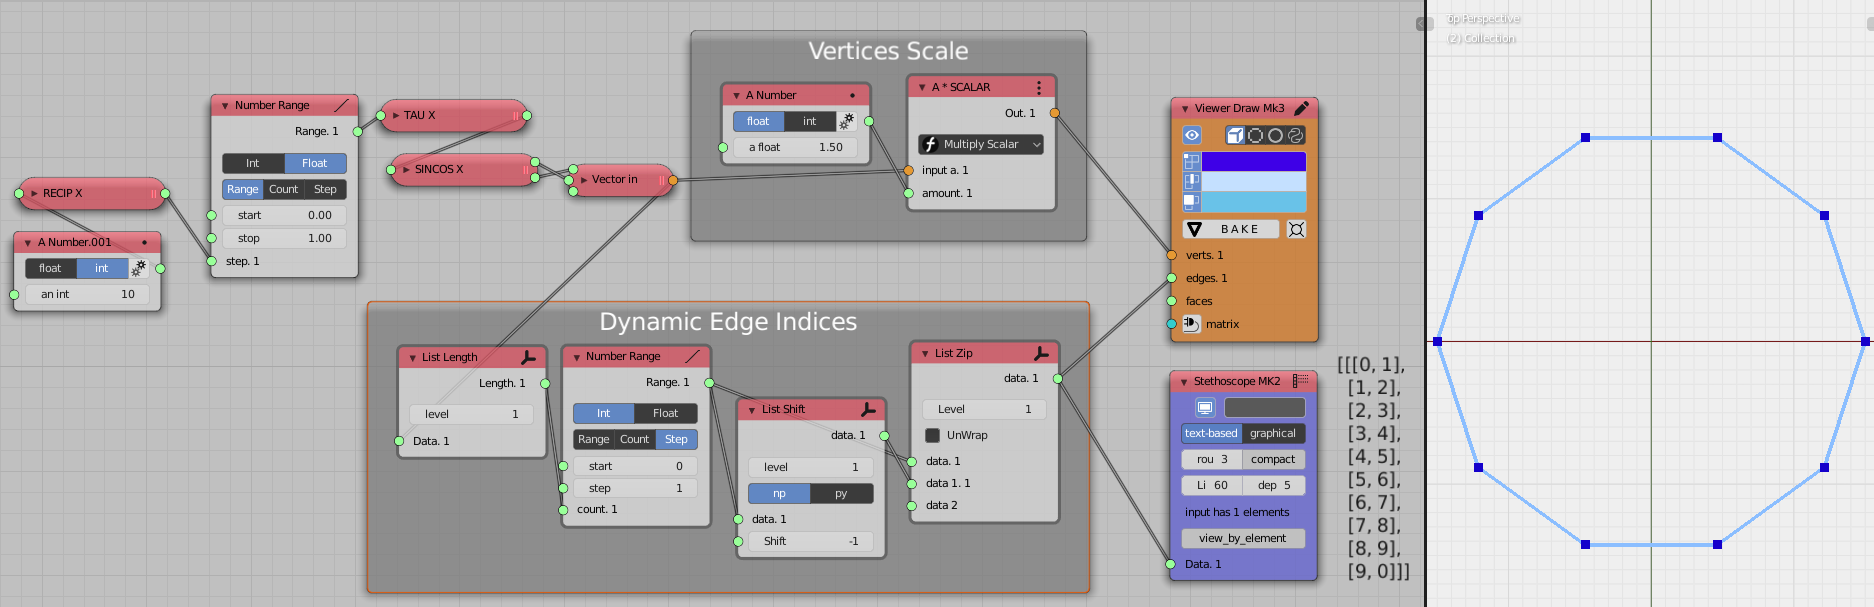 RECIP X
A Number.001
float int
an int 10
Number Range
Range. 1
Int Float
Range Count Step
start 0.00
stop 1.00
step. 1
TAU X
SINCOS X
Vector in
Vertices Scale
A Number
float int
a float 1.50
A * SCALAR
Out. 1
Multiply Scalar
input a. 1
amount. 1
Dynamic Edge Indices
List Length
Length. 1
level 1
Data. 1
Number Range
Range. 1
Int Float
Range Count Step
start 0
step 1
count. 1
List Shift
data. 1
level 1
np py
data. 1
Shift -1
List Zip
data. 1
Level 1
UnWrap
data. 1
data 1. 1
data 2
Viewer Draw Mk3
BAKE
verts. 1
edges. 1
faces
matrix
Stethoscope MK2
text-based graphical
rou 3 compact
Li 60 dep 5
input has 1 elements
view_by_element
Data. 1
[[[0, 1],
[1, 2],
[2, 3],
[3, 4],
[4, 5],
[5, 6],
[6, 7],
[7, 8],
[8, 9],
[9, 0]]]
Perspective
(2) Collection